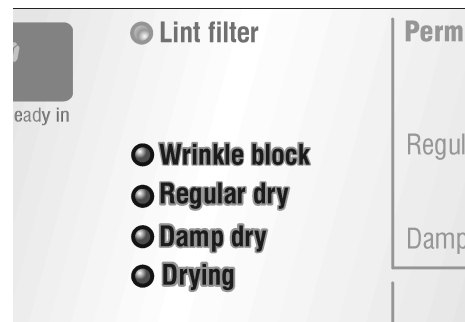 Lint filter
Perm
eady in
Wrinkle block
Regul
Regular dry
Damp dry
Damp
Drying